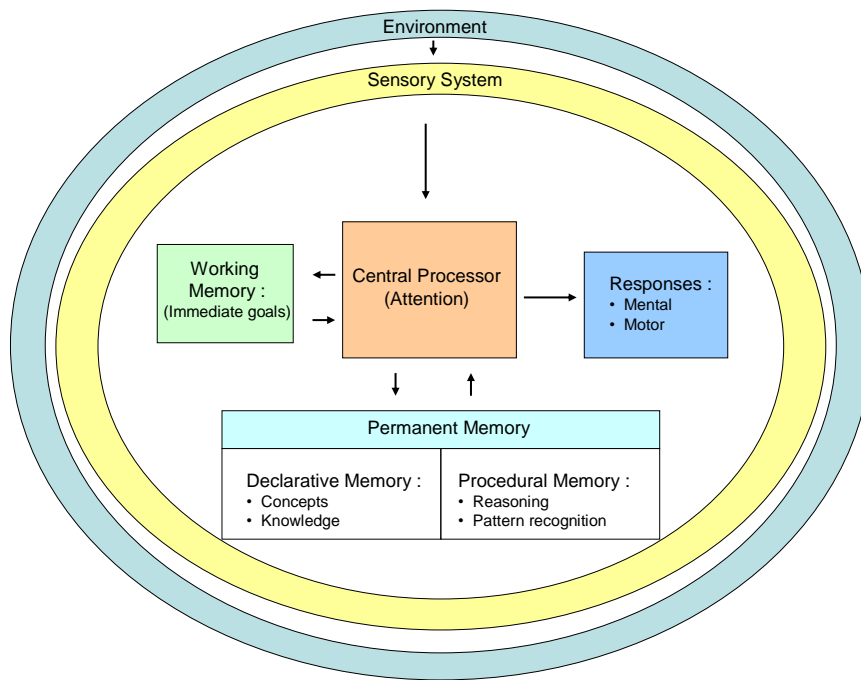 Environment
Sensory System
Working
Memory :
(Immediate goals)
Central Processor
(Attention)
Responses :
• Mental
• Motor
Permanent Memory
Declarative Memory :
• Concepts
• Knowledge
Procedural Memory :
• Reasoning
• Pattern recognition